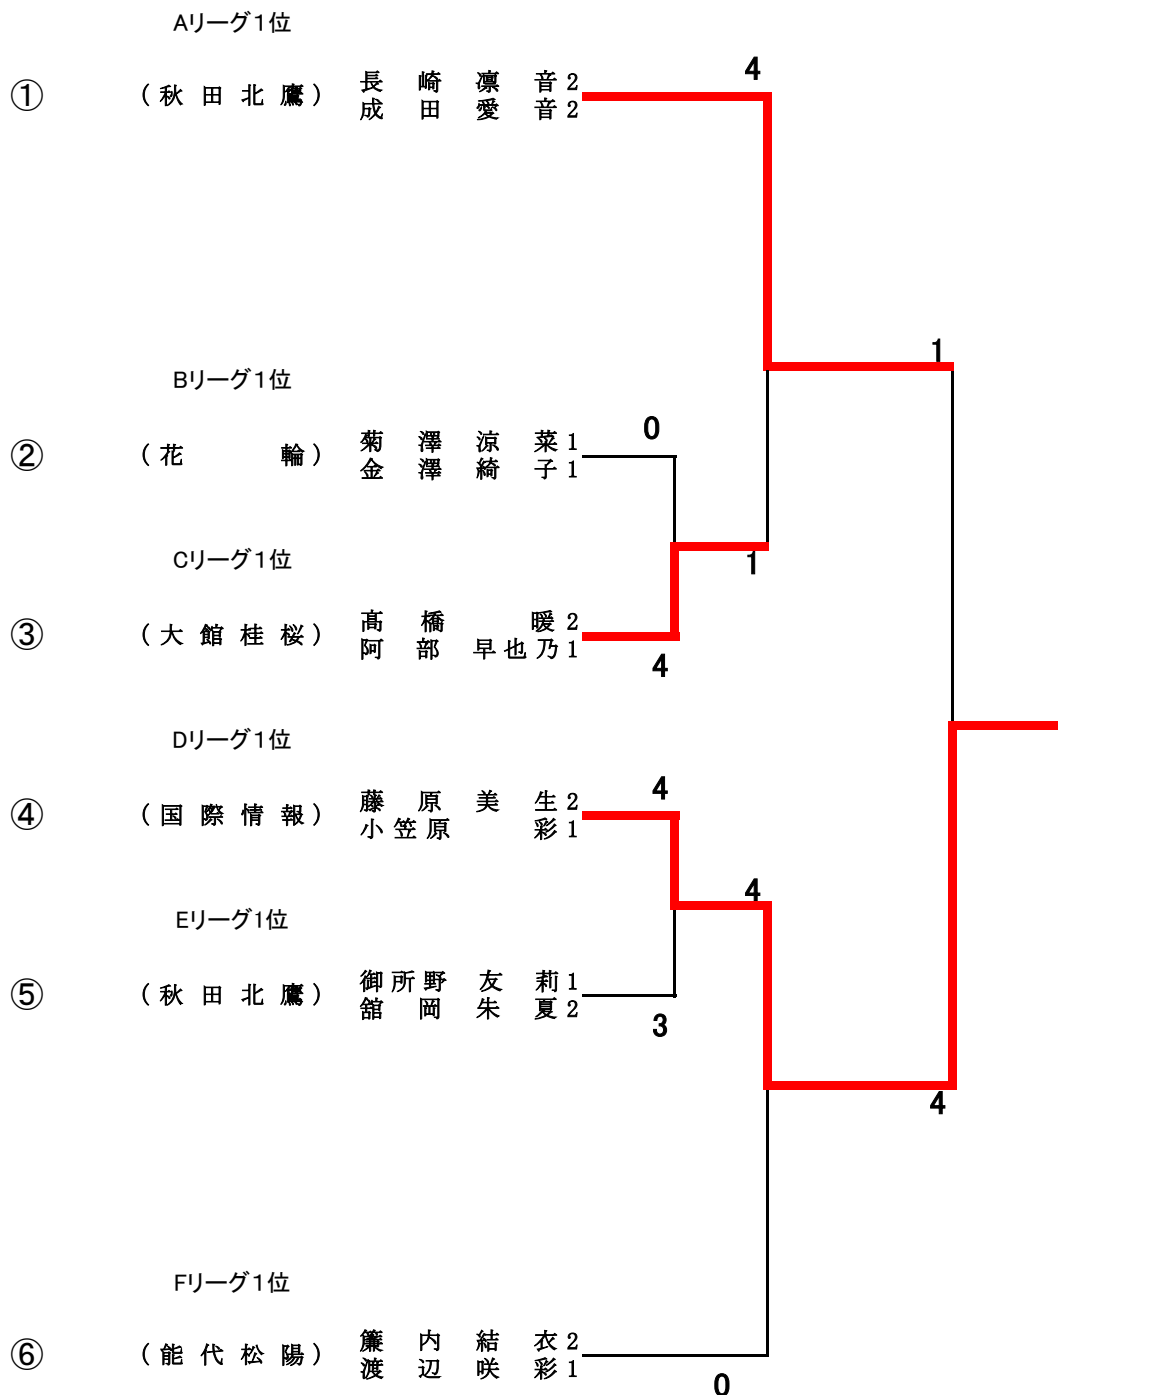 Aリーグ1位
4
① (秋田北鷹) 長崎凛音2
成田愛音2
1
Bリーグ1位
0
② (花輪) 菊澤涼菜1
金澤綺子1
Cリーグ1位
1
③ (大館桂桜) 髙橋暖2
阿部早也乃1
4
Dリーグ1位
4
④ (国際情報) 藤原美生2
小笠原彩1
4
Eリーグ1位
⑤ (秋田北鷹) 御所野友莉1
舘岡朱夏2
3
4
Fリーグ1位
⑥ (能代松陽) 簾内結衣2
渡辺咲彩1
0